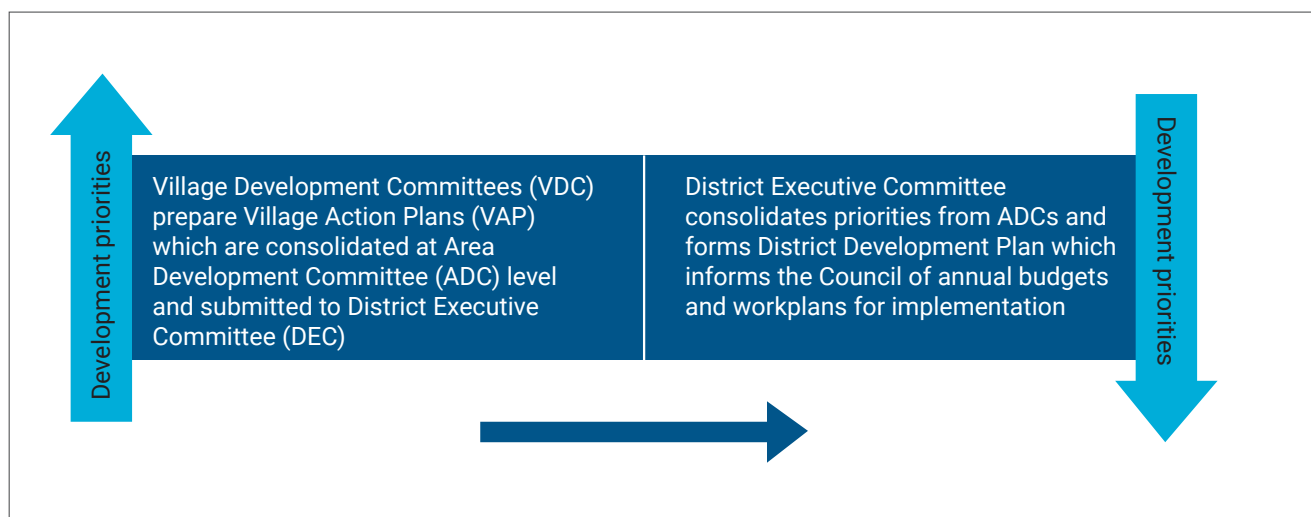 Development priorities
Village Development Committees (VDC)
prepare Village Action Plans (VAP)
which are consolidated at Area
Development Committee (ADC) level
and submitted to District Executive
Committee (DEC)
District Executive Committee
consolidates priorities from ADCs and
forms District Development Plan which
informs the Council of annual budgets
and workplans for implementation
Development priorities